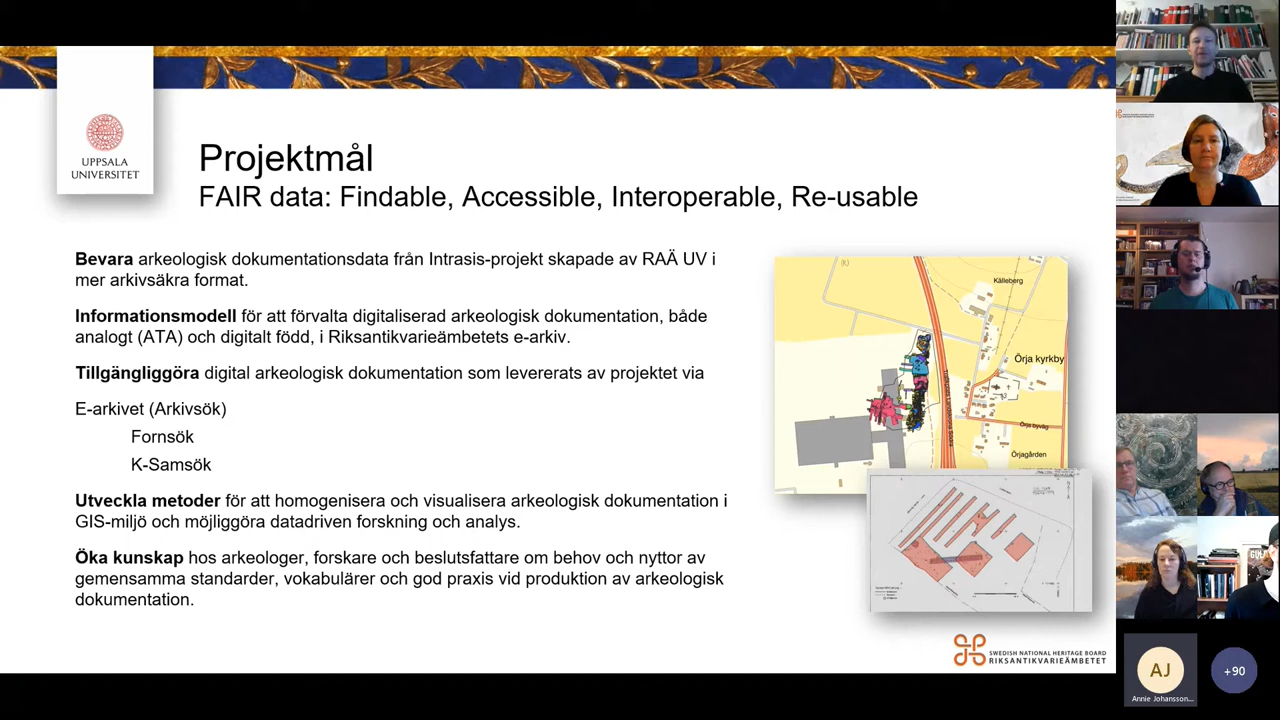 UPPSALA
UNIVERSITET
Projektmål
FAIR data: Findable, Accessible, Interoperable, Re-usable
Bevara arkeologisk dokumentationsdata från Intrasis-projekt skapade av RAÄ UV i
mer arkivsäkra format.
Informationsmodell för att förvalta digitaliserad arkeologisk dokumentation, både
analogt (ATA) och digitalt född, i Riksantikvarieämbetets e-arkiv.
Tillgängliggöra digital arkeologisk dokumentation som levererats av projektet via
E-arkivet (Arkivsök)
Fornsök
K-Samsök
Utveckla metoder för att homogenisera och visualisera arkeologisk dokumentation i
GIS-miljö och möjliggöra datadriven forskning och analys.
Öka kunskap hos arkeologer, forskare och beslutsfattare om behov och nyttor av
gemensamma standarder, vokabulärer och god praxis vid produktion av arkeologisk
dokumentation.
(K)
Källeberg
Örja kyrkby
Örja byväg
Örjagården
SWEDISH NATIONAL HERITAGE BOARD
RIKSANTIKVARIEÄMBETET
AJ
Annie Johansson...
+90